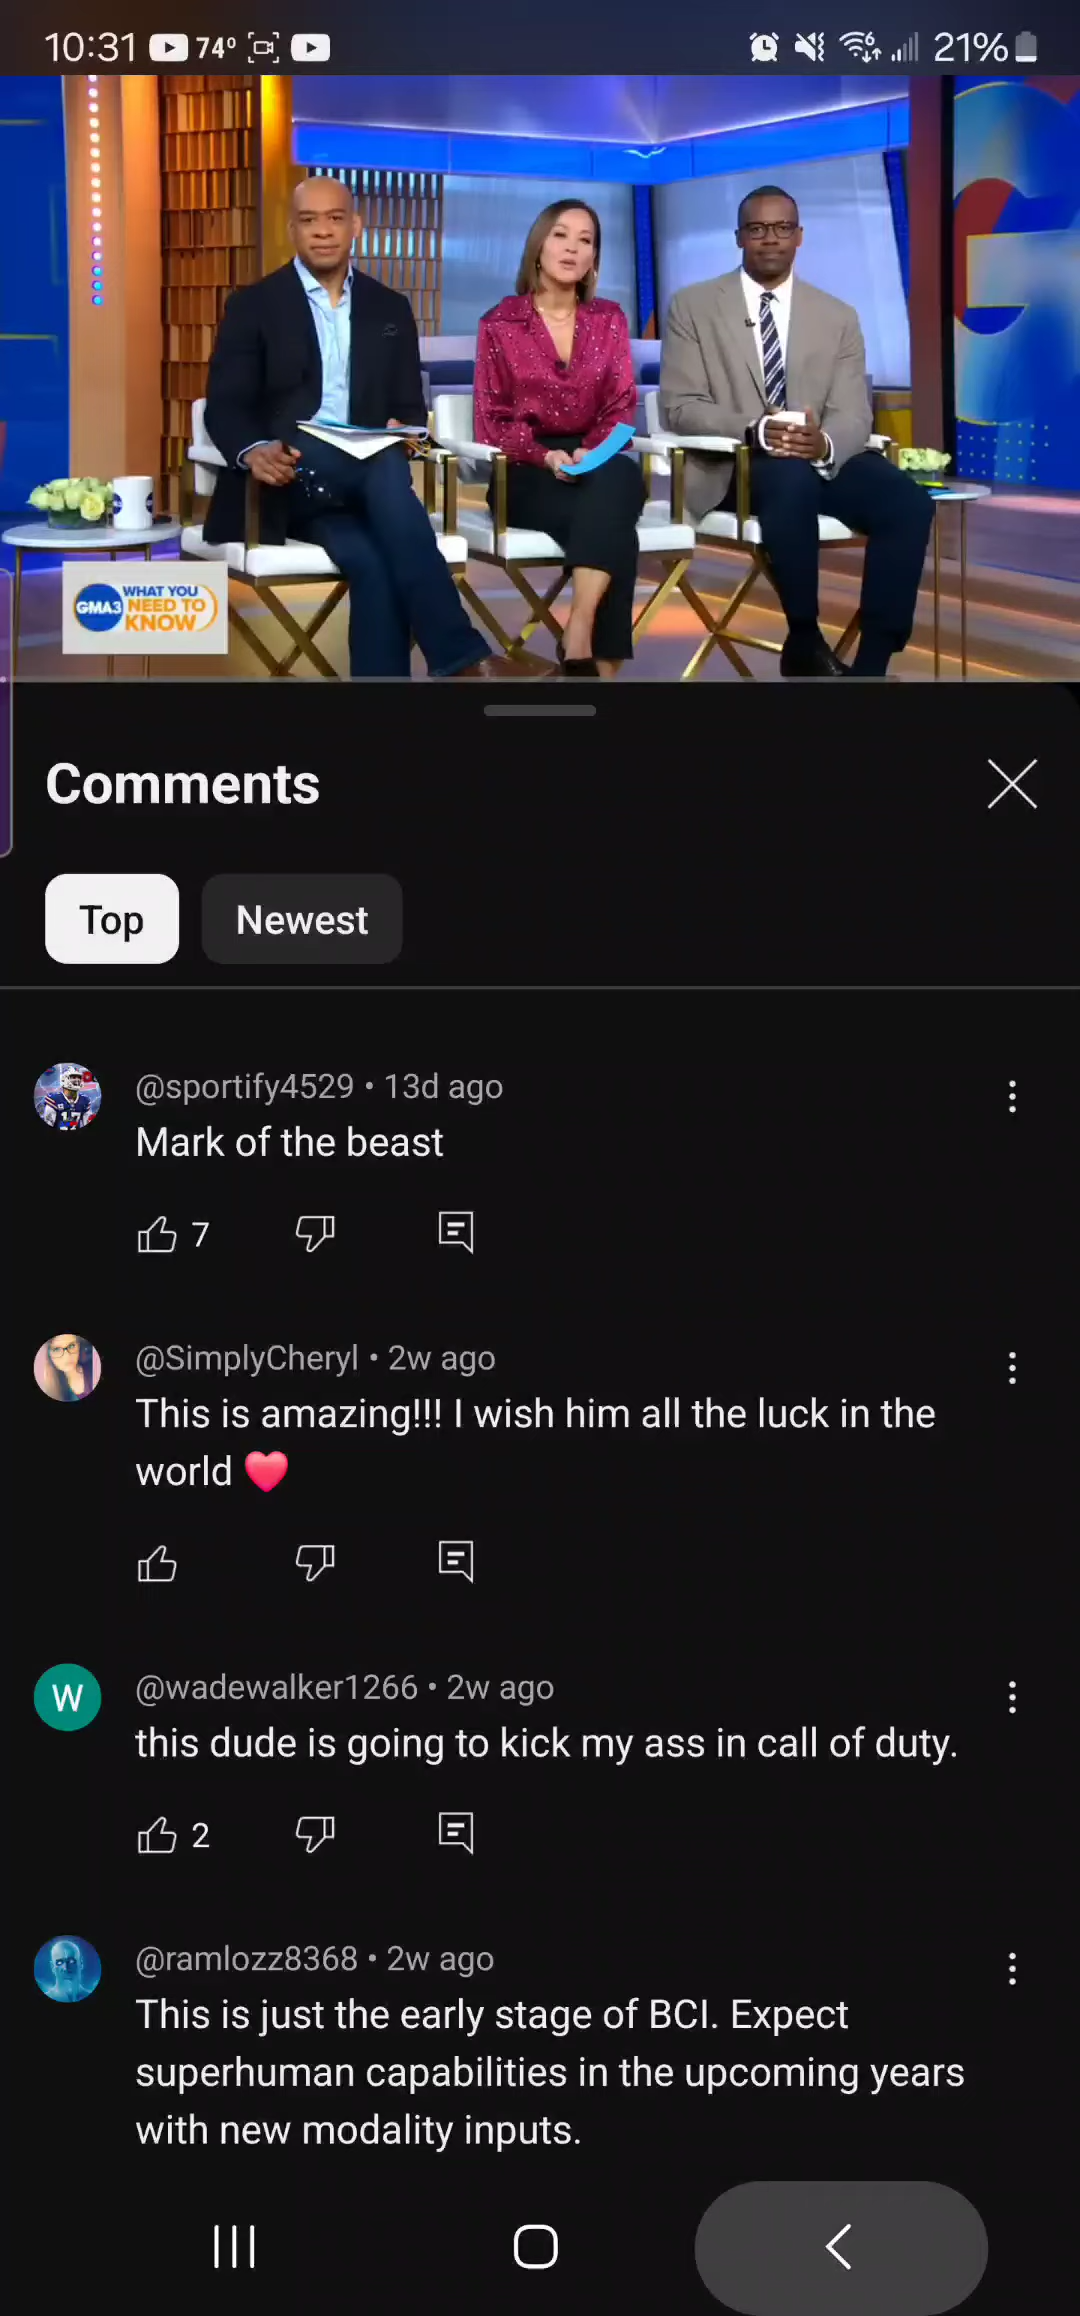 10:31 74° 6 21%
G
GMA3 WHAT YOU
NEED TO
KNOW
Comments
Top Newest
@sportify4529 • 13d ago
Mark of the beast
7
@SimplyCheryl • 2w ago
This is amazing!!! I wish him all the luck in the
world ❤️
W @wadewalker1266 • 2w ago
this dude is going to kick my ass in call of duty.
2
@ramlozz8368 • 2w ago
This is just the early stage of BCI. Expect
superhuman capabilities in the upcoming years
with new modality inputs.